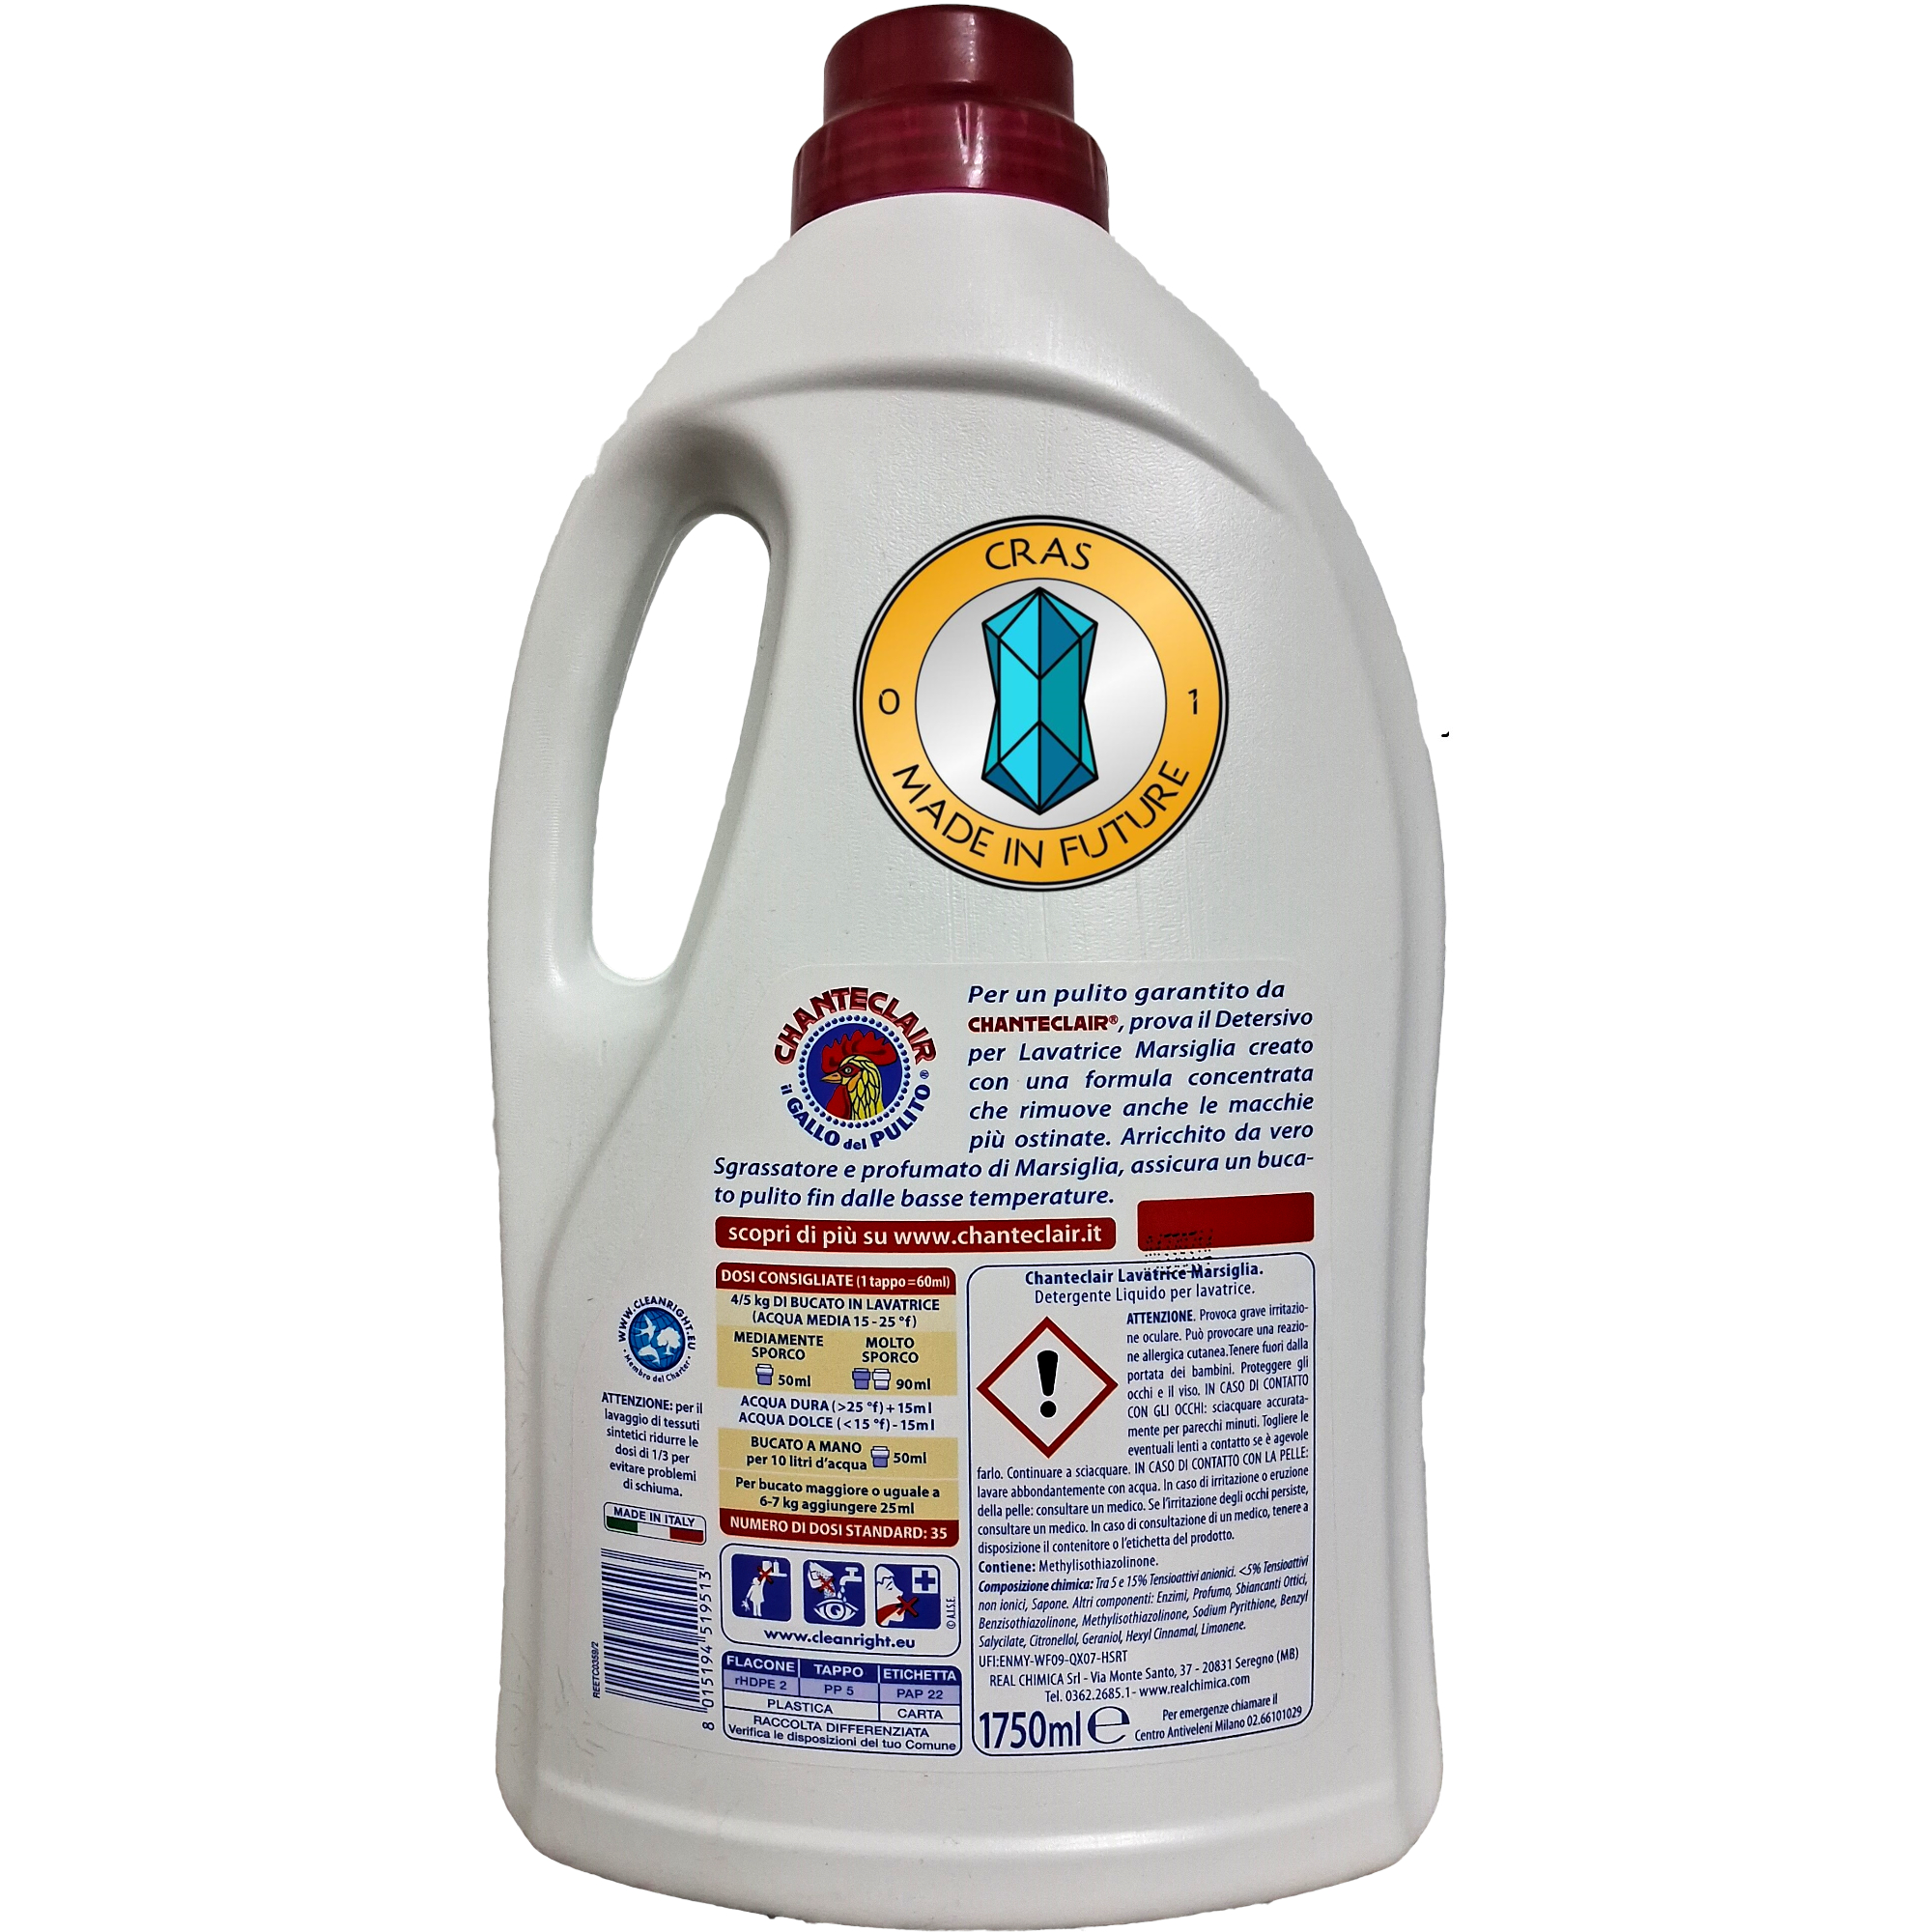 CRAS
0 1
MADE IN FUTURE
CHANTECLAIR
il GALLO del PULITO ®
Per un pulito garantito da
CHANTECLAIR®, prova il Detersivo
per Lavatrice Marsiglia creato
con una formula concentrata
che rimuove anche le macchie
più ostinate. Arricchito da vero
Sgrassatore e profumato di Marsiglia, assicura un buca-
to pulito fin dalle basse temperature.
scopri di più su www.chanteclair.it
WWW.CLEANRIGHT.EU
• Membro del Charter •
ATTENZIONE: per il
lavaggio di tessuti
sintetici ridurre le
dosi di 1/3 per
evitare problemi
di schiuma.
MADE IN ITALY
REETC0359/2
8 015194 519513
DOSI CONSIGLIATE (1 tappo=60ml)
4/5 kg DI BUCATO IN LAVATRICE
(ACQUA MEDIA 15-25 °f)
MEDIAMENTE SPORCO
50ml
MOLTO SPORCO
90ml
ACQUA DURA (>25 °f)+15ml
ACQUA DOLCE (<15 °f)-15ml
BUCATO A MANO
per 10 litri d'acqua 50ml
Per bucato maggiore o uguale a
6-7 kg aggiungere 25ml
NUMERO DI DOSI STANDARD: 35
© A.I.S.E.
www.cleanright.eu
FLACONE TAPPO ETICHETTA
rHDPE 2 PP 5 PAP 22
PLASTICA CARTA
RACCOLTA DIFFERENZIATA
Verifica le disposizioni del tuo Comune
Chanteclair Lavatrice Marsiglia.
Detergente Liquido per lavatrice.
ATTENZIONE. Provoca grave irritazio-
ne oculare. Può provocare una reazio-
ne allergica cutanea.Tenere fuori dalla
portata dei bambini. Proteggere gli
occhi e il viso. IN CASO DI CONTATTO
CON GLI OCCHI: sciacquare accurata-
mente per parecchi minuti. Togliere le
eventuali lenti a contatto se è agevole
farlo. Continuare a sciacquare. IN CASO DI CONTATTO CON LA PELLE:
lavare abbondantemente con acqua. In caso di irritazione o eruzione
della pelle: consultare un medico. Se l'irritazione degli occhi persiste,
consultare un medico. In caso di consultazione di un medico, tenere a
disposizione il contenitore o l'etichetta del prodotto.
Contiene: Methylisothiazolinone.
Composizione chimica: Tra 5 e 15% Tensioattivi anionici. <5% Tensioattivi
non ionici, Sapone. Altri componenti: Enzimi, Profumo, Sbiancanti Ottici,
Benzisothiazolinone, Methylisothiazolinone, Sodium Pyrithione, Benzyl
Salycilate, Citronellol, Geraniol, Hexyl Cinnamal, Limonene.
UFI:ENMY-WF09-QX07-HSRT
REAL CHIMICA Srl - Via Monte Santo, 37 - 20831 Seregno (MB)
Tel. 0362.2685.1- www.realchimica.com
1750ml ℮
Per emergenze chiamare il
Centro Antiveleni Milano 02.66101029